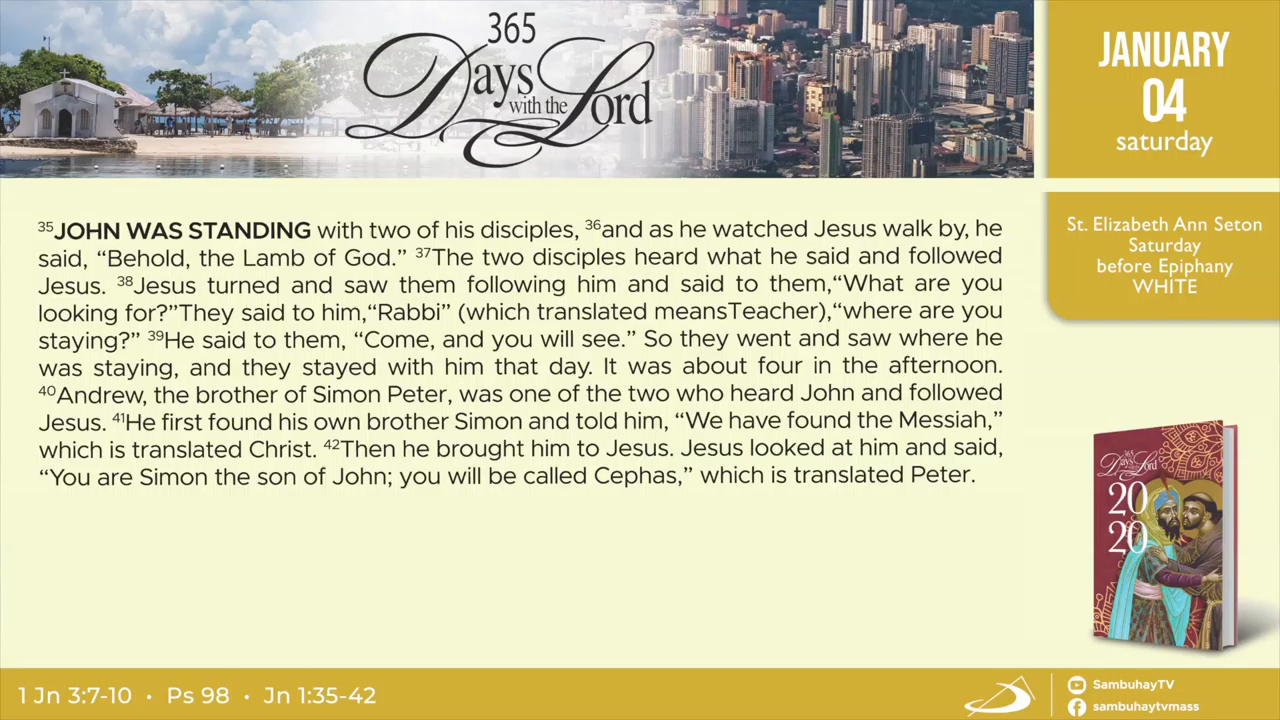 365
Days
with the
Lord
JANUARY
04
saturday
St. Elizabeth Ann Seton
Saturday
before Epiphany
WHITE
³⁵JOHN WAS STANDING with two of his disciples, ³⁶and as he watched Jesus walk by, he
said, “Behold, the Lamb of God.” ³⁷The two disciples heard what he said and followed
Jesus. ³⁸Jesus turned and saw them following him and said to them,“What are you
looking for?”They said to him,“Rabbi” (which translated meansTeacher),“where are you
staying?” ³⁹He said to them, “Come, and you will see.” So they went and saw where he
was staying, and they stayed with him that day. It was about four in the afternoon.
⁴⁰Andrew, the brother of Simon Peter, was one of the two who heard John and followed
Jesus. ⁴¹He first found his own brother Simon and told him, “We have found the Messiah,”
which is translated Christ. ⁴²Then he brought him to Jesus. Jesus looked at him and said,
“You are Simon the son of John; you will be called Cephas,” which is translated Peter.
365
Days with the Lord
20
20
1 Jn 3:7-10 • Ps 98 • Jn 1:35-42
SambuhayTV
sambuhaytvmass